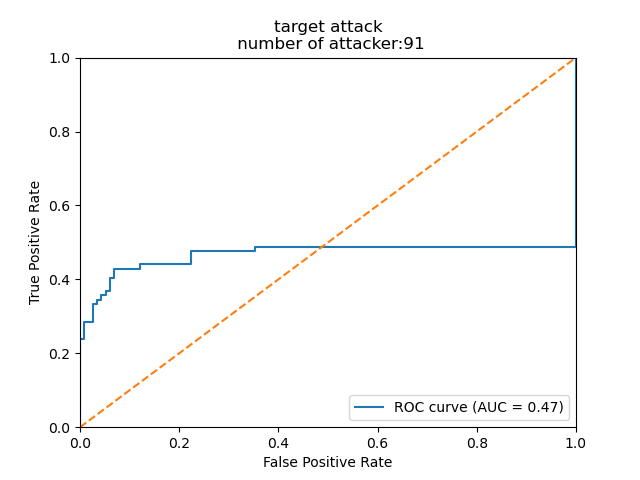 target attack
number of attacker:91
1.0
0.8
0.6
0.4
0.2
0.0
True Positive Rate
ROC curve (AUC = 0.47)
0.0 0.2 0.4 0.6 0.8 1.0
False Positive Rate